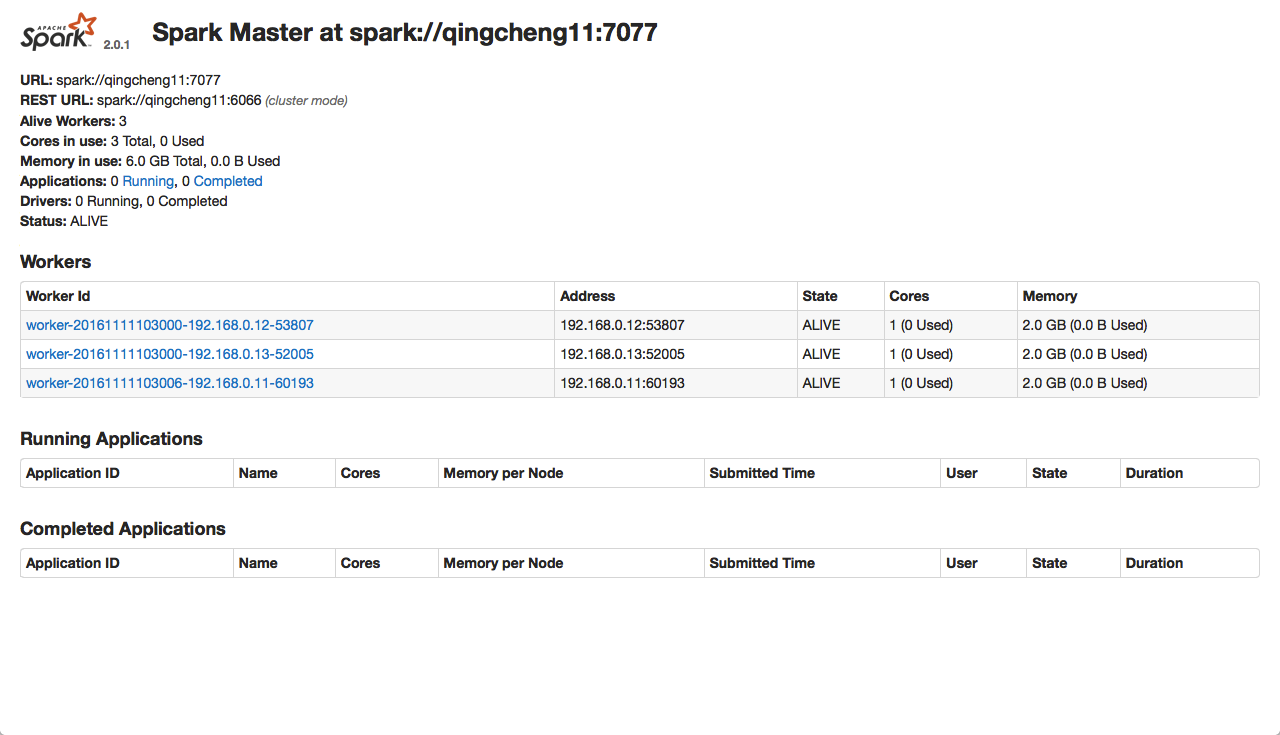 APACHE
Spark 2.0.1 Spark Master at spark://qingcheng11:7077
URL: spark://qingcheng11:7077
REST URL: spark://qingcheng11:6066 (cluster mode)
Alive Workers: 3
Cores in use: 3 Total, 0 Used
Memory in use: 6.0 GB Total, 0.0 B Used
Applications: 0 Running, 0 Completed
Drivers: 0 Running, 0 Completed
Status: ALIVE
Workers
Worker Id Address State Cores Memory
worker-20161111103000-192.168.0.12-53807 192.168.0.12:53807 ALIVE 1 (0 Used) 2.0 GB (0.0 B Used)
worker-20161111103000-192.168.0.13-52005 192.168.0.13:52005 ALIVE 1 (0 Used) 2.0 GB (0.0 B Used)
worker-20161111103006-192.168.0.11-60193 192.168.0.11:60193 ALIVE 1 (0 Used) 2.0 GB (0.0 B Used)
Running Applications
Application ID Name Cores Memory per Node Submitted Time User State Duration
Completed Applications
Application ID Name Cores Memory per Node Submitted Time User State Duration